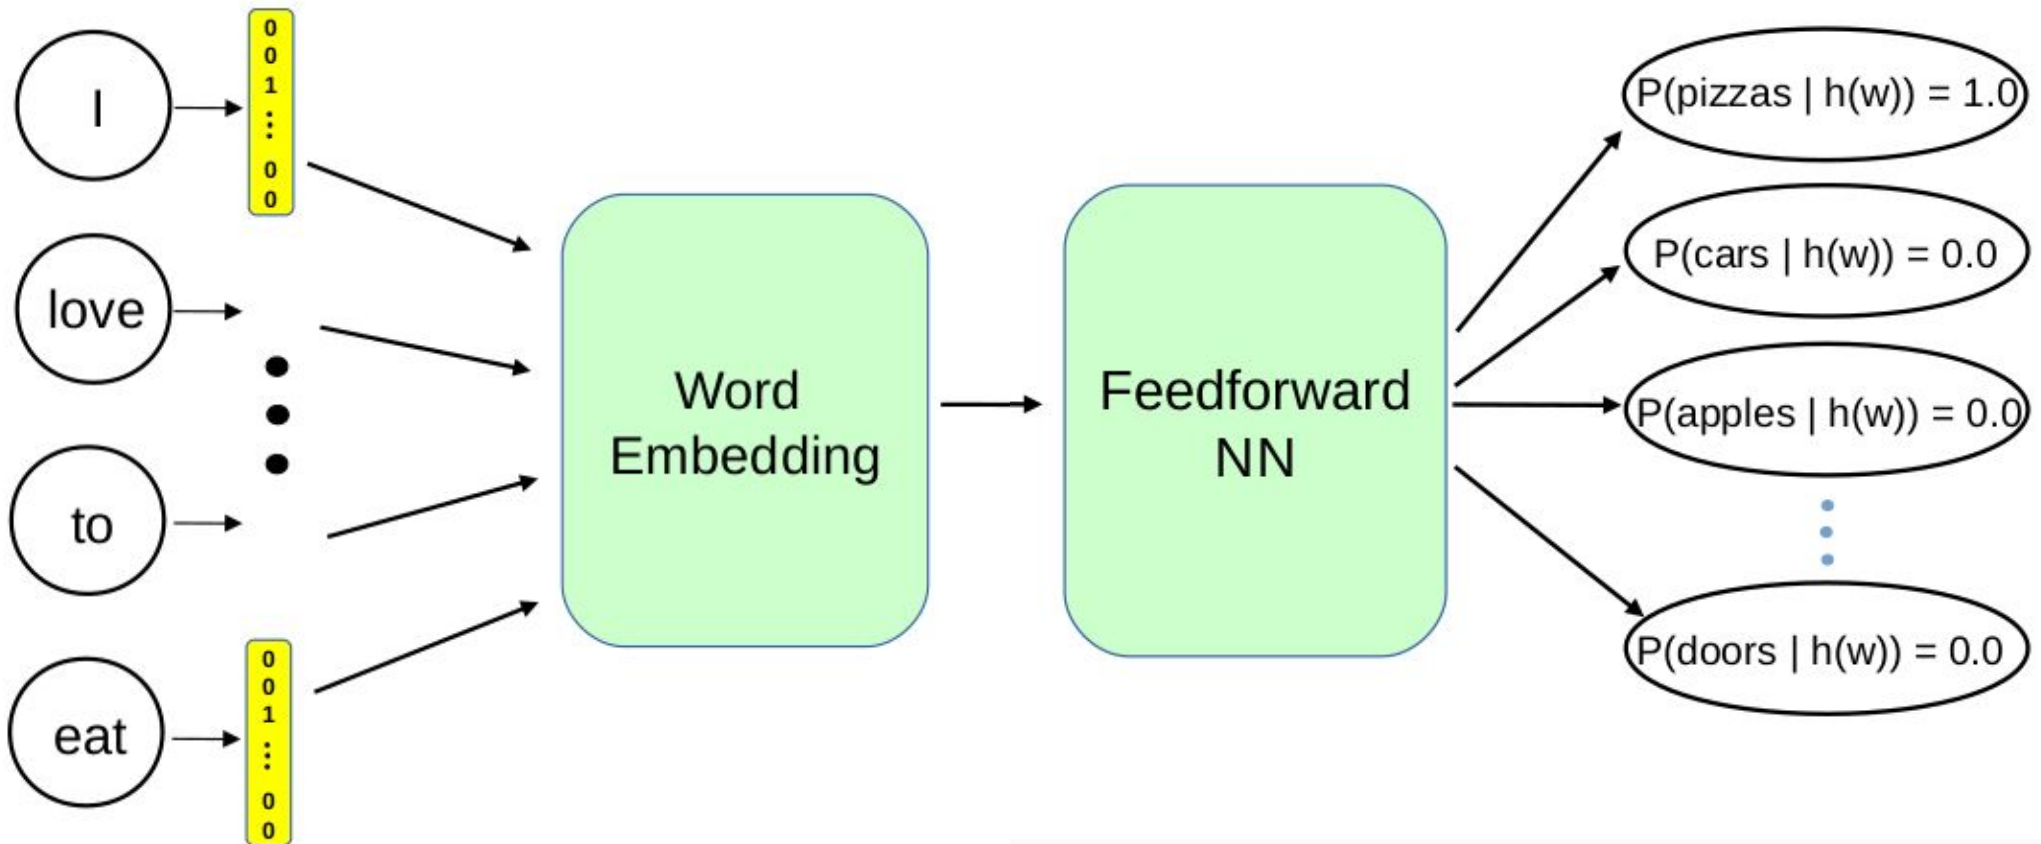 I
0
0
1
⋮
0
0
love
to
eat
0
0
1
⋮
0
0
Word
Embedding
Feedforward
NN
P(pizzas | h(w)) = 1.0
P(cars | h(w)) = 0.0
P(apples | h(w)) = 0.0
P(doors | h(w)) = 0.0